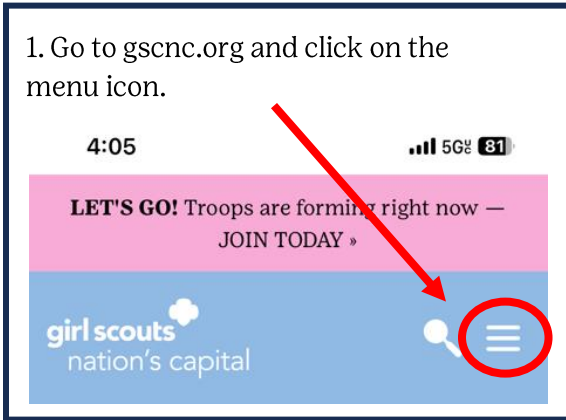 1. Go to gscnc.org and click on the
menu icon.
4:05
5G 81
LET'S GO! Troops are forming right now —
JOIN TODAY »
girl scouts
nation's capital